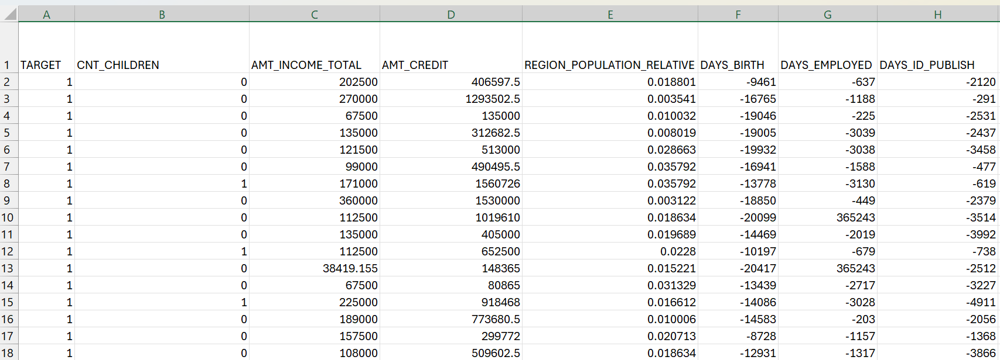 A B C D E F G H
1 TARGET CNT_CHILDREN AMT_INCOME_TOTAL AMT_CREDIT REGION_POPULATION_RELATIVE DAYS_BIRTH DAYS_EMPLOYED DAYS_ID_PUBLISH
2 1 0 202500 406597.5 0.018801 -9461 -637 -2120
3 1 0 270000 1293502.5 0.003541 -16765 -1188 -291
4 1 0 67500 135000 0.010032 -19046 -225 -2531
5 1 0 135000 312682.5 0.008019 -19005 -3039 -2437
6 1 0 121500 513000 0.028663 -19932 -3038 -3458
7 1 0 99000 490495.5 0.035792 -16941 -1588 -477
8 1 1 171000 1560726 0.035792 -13778 -3130 -619
9 1 0 360000 1530000 0.003122 -18850 -449 -2379
10 1 0 112500 1019610 0.018634 -20099 365243 -3514
11 1 0 135000 405000 0.019689 -14469 -2019 -3992
12 1 1 112500 652500 0.0228 -10197 -679 -738
13 1 0 38419.155 148365 0.015221 -20417 365243 -2512
14 1 0 67500 80865 0.031329 -13439 -2717 -3227
15 1 1 225000 918468 0.016612 -14086 -3028 -4911
16 1 0 189000 773680.5 0.010006 -14583 -203 -2056
17 1 0 157500 299772 0.020713 -8728 -1157 -1368
18 1 0 108000 509602.5 0.018634 -12931 -1317 -3866